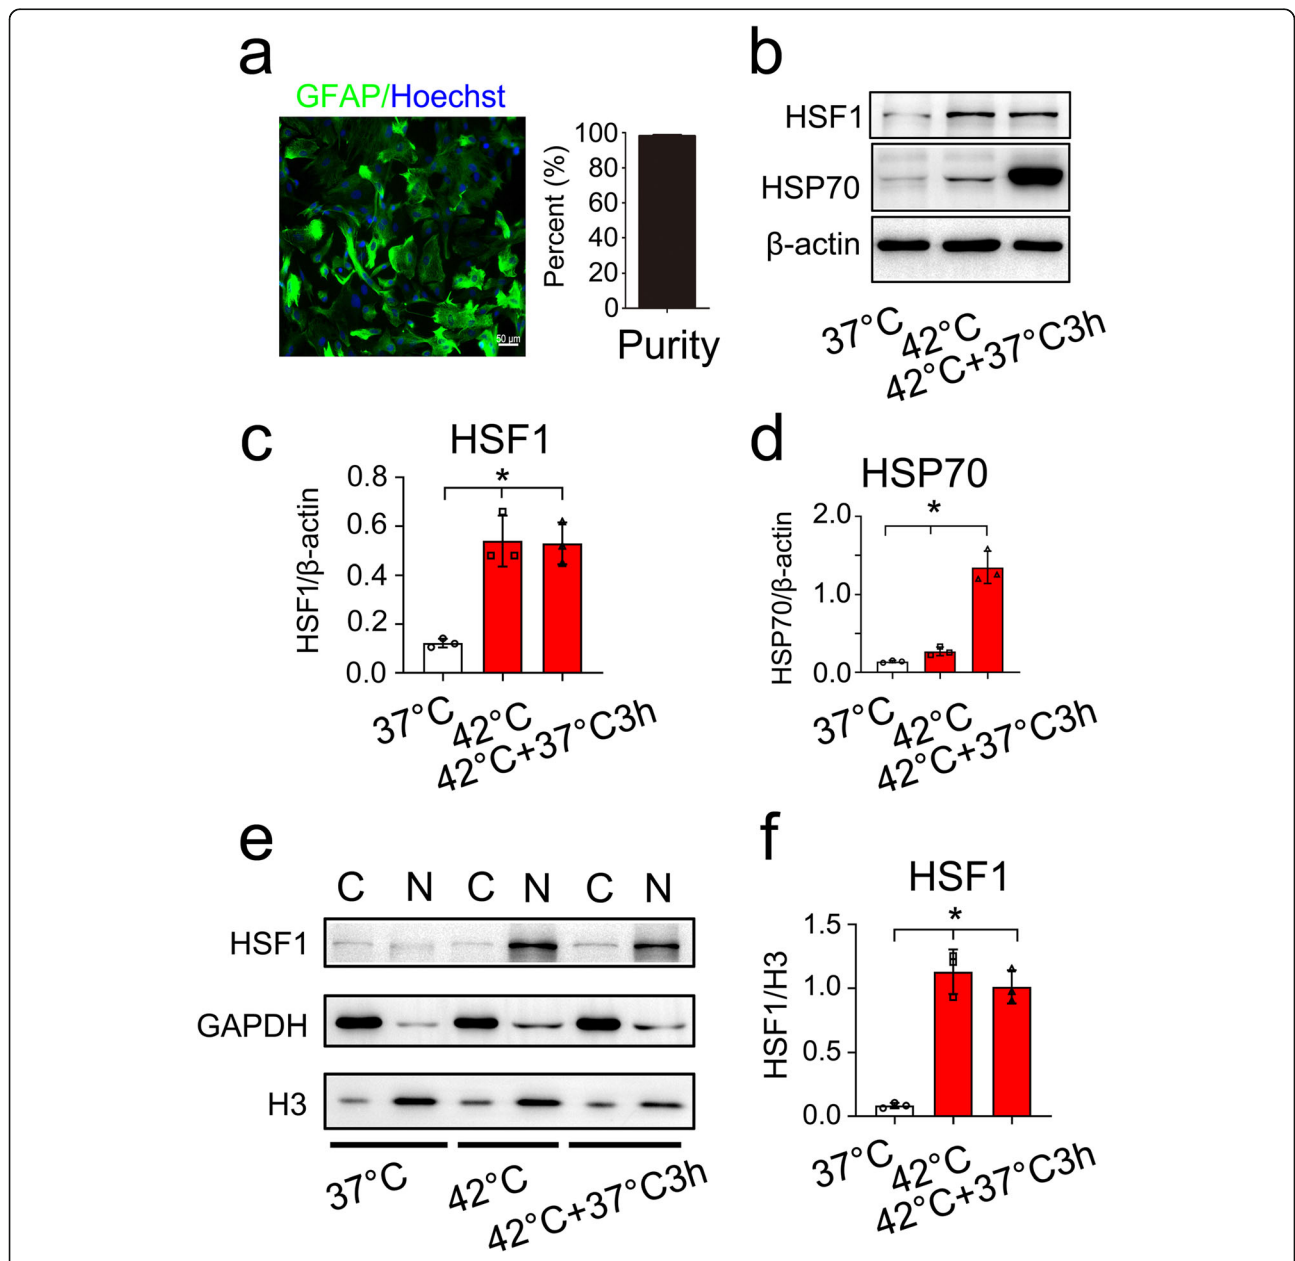 a
GFAP/Hoechst
50 µm
Percent (%)
100
80
60
40
20
0
Purity
b
HSF1
HSP70
β-actin
37°C
42°C
42°C+37°C3h
c
HSF1
*
HSF1/β-actin
0.8
0.6
0.4
0.2
0.0
37°C
42°C
42°C+37°C3h
d
HSP70
*
HSP70/β-actin
2.0
1.0
0.0
37°C
42°C
42°C+37°C3h
e
C N C N C N
HSF1
GAPDH
H3
37°C
42°C
42°C+37°C3h
f
HSF1
*
HSF1/H3
1.5
1.0
0.5
0.0
37°C
42°C
42°C+37°C3h